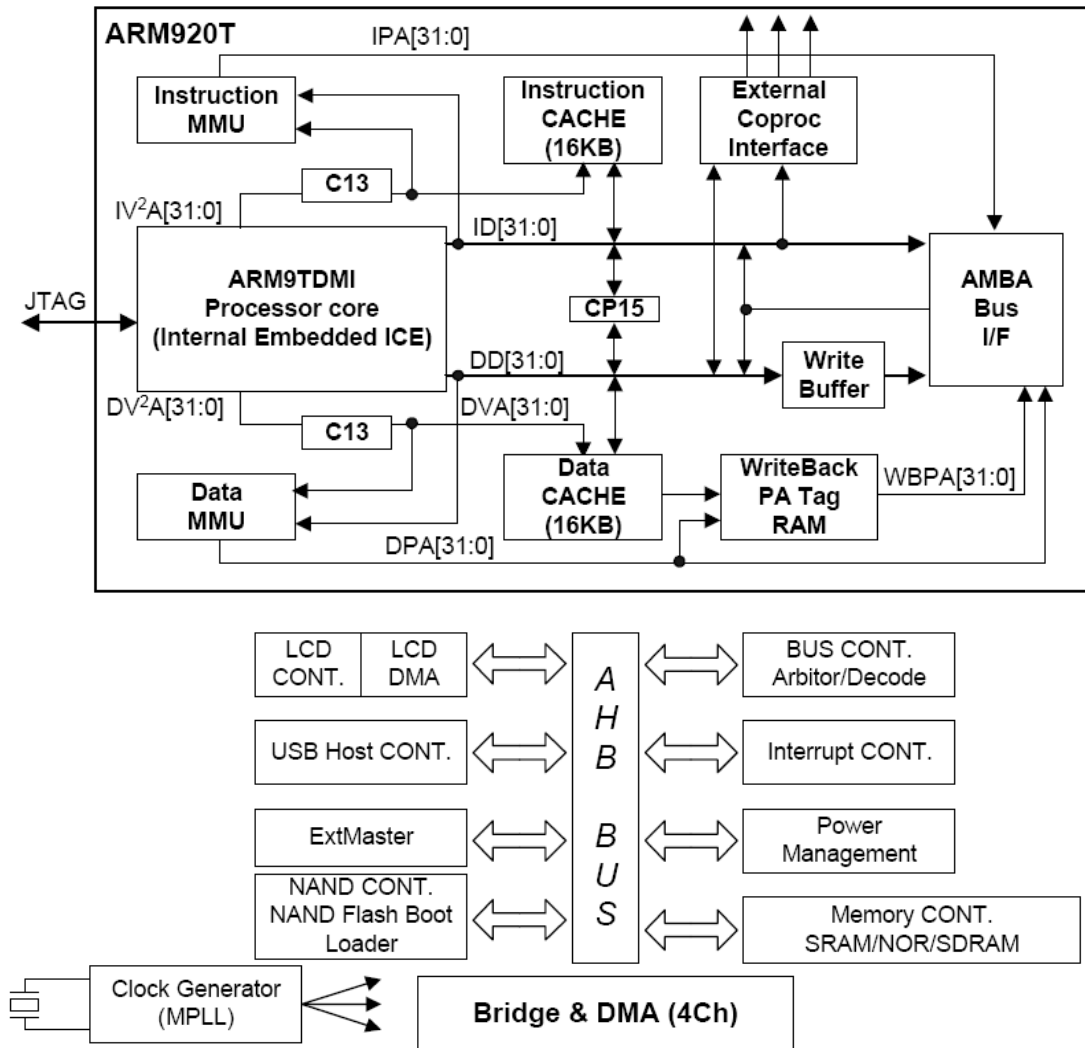 ARM920T
IPA[31:0]
Instruction
MMU
Instruction
CACHE
(16KB)
External
Coproc
Interface
C13
IV²A[31:0]
ID[31:0]
ARM9TDMI
Processor core
(Internal Embedded ICE)
JTAG
CP15
AMBA
Bus
I/F
DD[31:0]
Write
Buffer
DV²A[31:0]
C13
DVA[31:0]
Data
MMU
Data
CACHE
(16KB)
WriteBack
PA Tag
RAM
WBPA[31:0]
DPA[31:0]
LCD
CONT.
LCD
DMA
BUS CONT.
Arbitor/Decode
USB Host CONT.
Interrupt CONT.
AHB BUS
ExtMaster
Power
Management
NAND CONT.
NAND Flash Boot
Loader
Memory CONT.
SRAM/NOR/SDRAM
Clock Generator
(MPLL)
Bridge & DMA (4Ch)